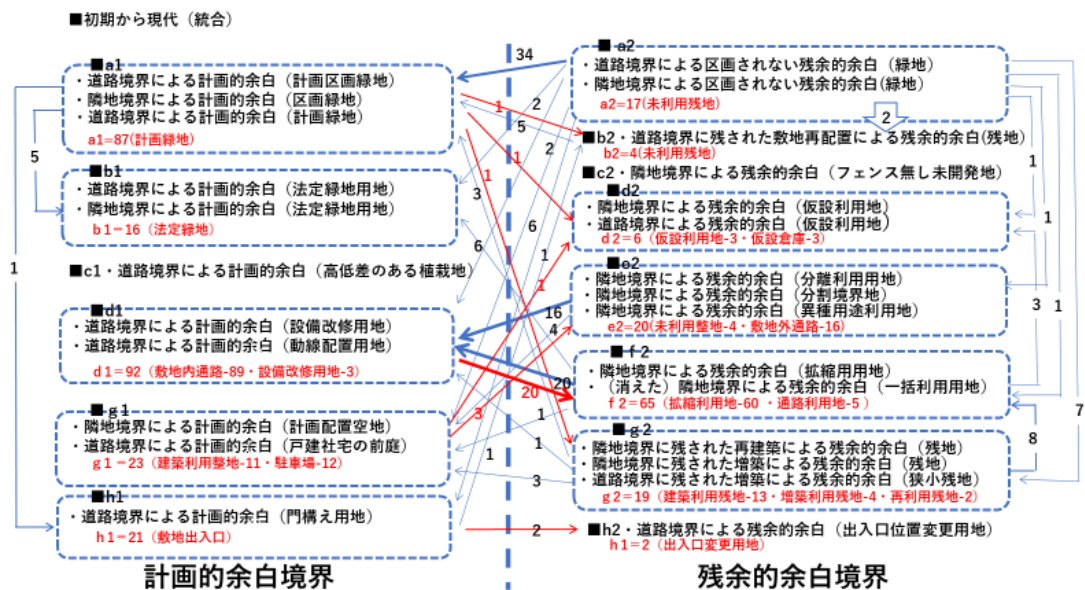 ■初期から現代（統合）
■a1
・道路境界による計画的余白（計画区画緑地）
・隣地境界による計画的余白（区画緑地）
・道路境界による計画的余白（計画緑地）
a1=87(計画緑地)
■b1
・道路境界による計画的余白（法定緑地用地）
・隣地境界による計画的余白（法定緑地用地）
b1=16（法定緑地）
■c1・道路境界による計画的余白（高低差のある植栽地）
■d1
・道路境界による計画的余白（設備改修用地）
・道路境界による計画的余白（動線配置用地）
d1=92（敷地内通路-89・設備改修用地-3）
■g1
・隣地境界による計画的余白（計画配置空地）
・道路境界による計画的余白（戸建社宅の前庭）
g1=23（建築利用整地-11・駐車場-12）
■h1
・道路境界による計画的余白（門構え用地）
h1=21（敷地出入口）
計画的余白境界
5
1
34
2
5
2
1
1
1
3
6
6
1
1
16
4
20
20
3
1
1
1
3
2
■a2
・道路境界による区画されない残余的余白（緑地）
・隣地境界による区画されない残余的余白(緑地）
a2=17(未利用残地)
2
■b2・道路境界に残された敷地再配置による残余的余白(残地）
b2=4(未利用残地)
■c2・隣地境界による残余的余白（フェンス無し未開発地）
■d2
・隣地境界による残余的余白（仮設利用地）
・道路境界による残余的余白（仮設利用地）
d2=6（仮設利用地-3・仮設倉庫-3）
■e2
・隣地境界による残余的余白（分離利用用地）
・隣地境界による残余的余白（分割境界地）
・隣地境界による残余的余白（異種用途利用地）
e2=20(未利用整地-4・敷地外通路-16）
■f2
・隣地境界による残余的余白（拡縮用用地）
・（消えた）隣地境界による残余的余白（一括利用用地）
f2=65（拡縮利用地-60・通路利用地-5）
■g2
・隣地境界に残された再建築による残余的余白（残地）
・隣地境界に残された増築による残余的余白（残地）
・道路境界に残された増築による残余的余白（狭小残地）
g2=19（建築利用残地-13・増築利用残地-4・再利用残地-2）
■h2・道路境界による残余的余白（出入口位置変更用地）
h1=2（出入口変更用地）
残余的余白境界
1
1
3
1
7
8